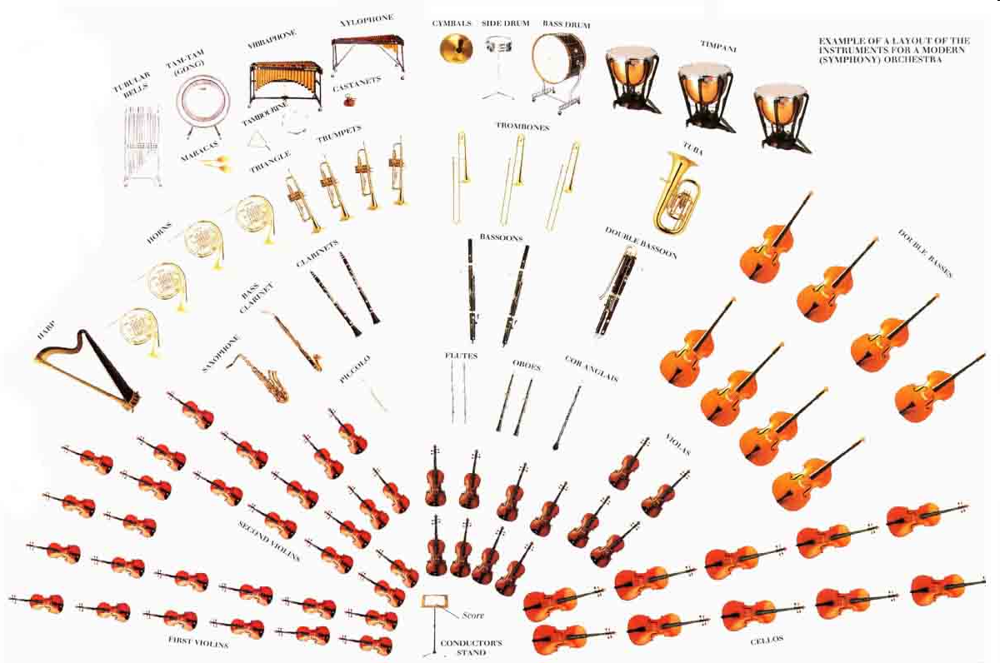 XYLOPHONE
CYMBALS
SIDE DRUM
BASS DRUM
VIBRAPHONE
TIMPANI
EXAMPLE OF A LAYOUT OF THE
INSTRUMENTS FOR A MODERN
(SYMPHONY) ORCHESTRA
TAM-TAM
(GONG)
TUBULAR
BELLS
CASTANETS
TAMBOURINE
MARACAS
TRIANGLE
TRUMPETS
TROMBONES
TUBA
HORNS
CLARINETS
BASSOONS
DOUBLE BASSOON
DOUBLE BASSES
BASS
CLARINET
HARP
SAXOPHONE
PICCOLO
FLUTES
OBOES
COR ANGLAIS
VIOLAS
SECOND VIOLINS
Score
FIRST VIOLINS
CONDUCTOR'S
STAND
CELLOS